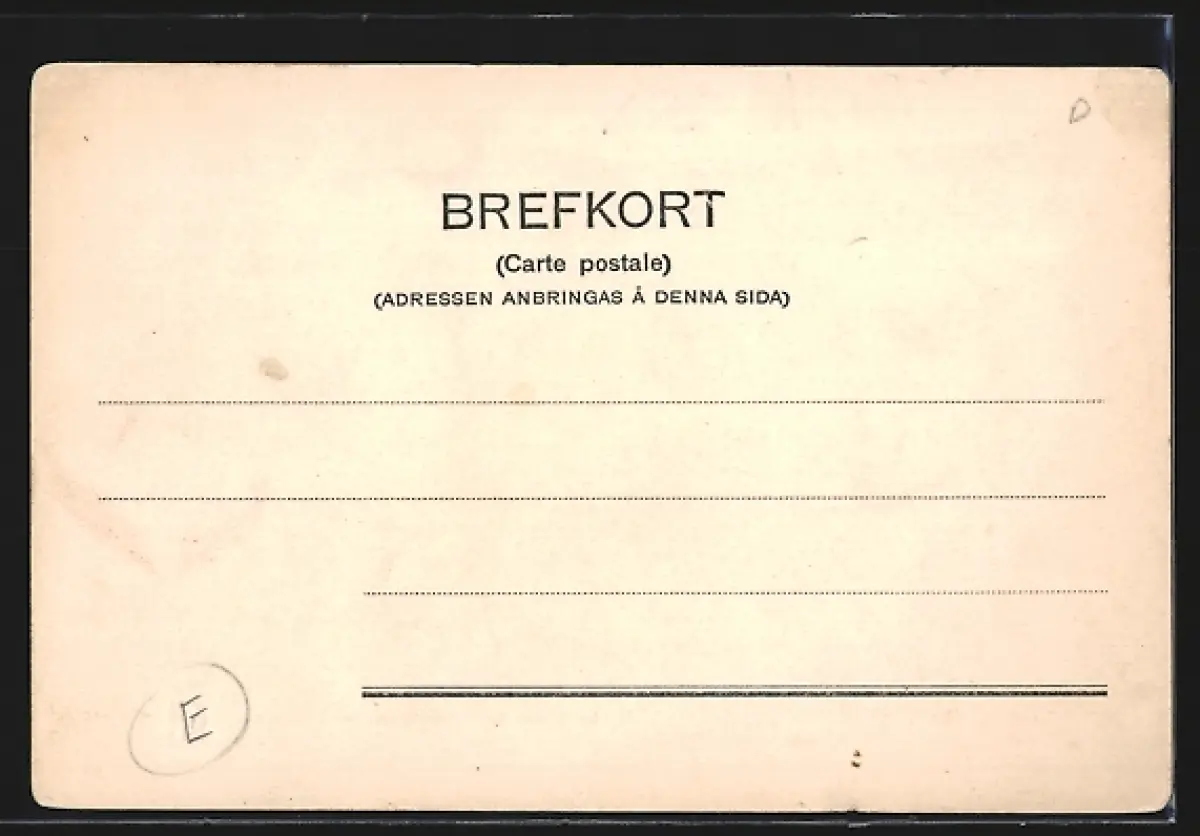 D
BREFKORT
(Carte postale)
(ADRESSEN ANBRINGAS Å DENNA SIDA)
E